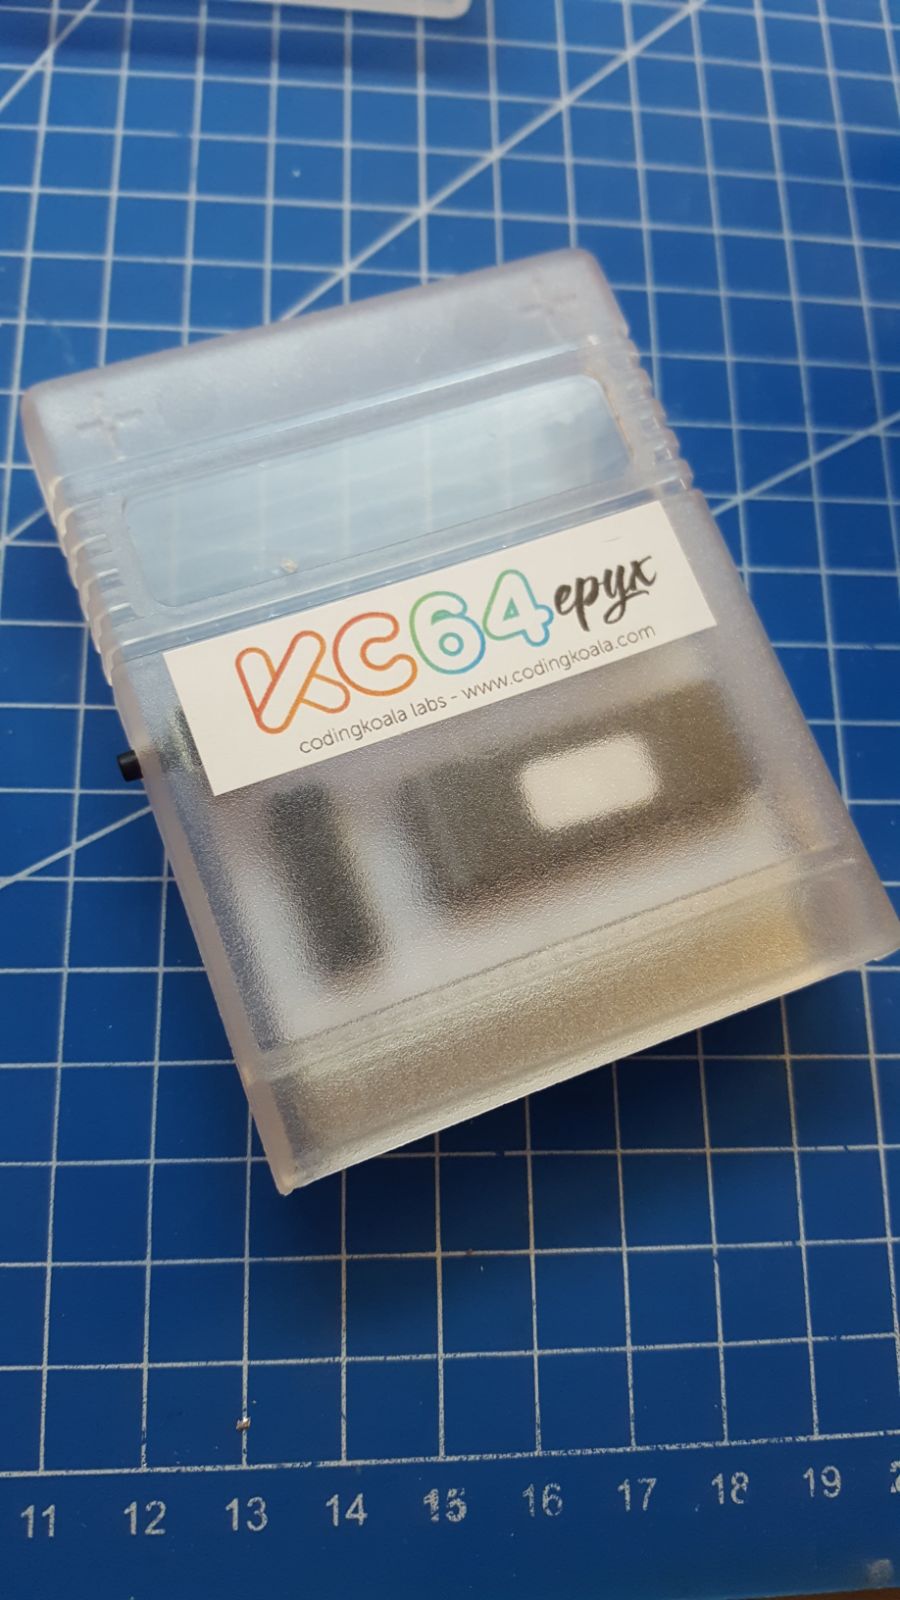 KC64 epyx
codingkoala labs - www.codingkoala.com
11 12 13 14 15 16 17 18 19